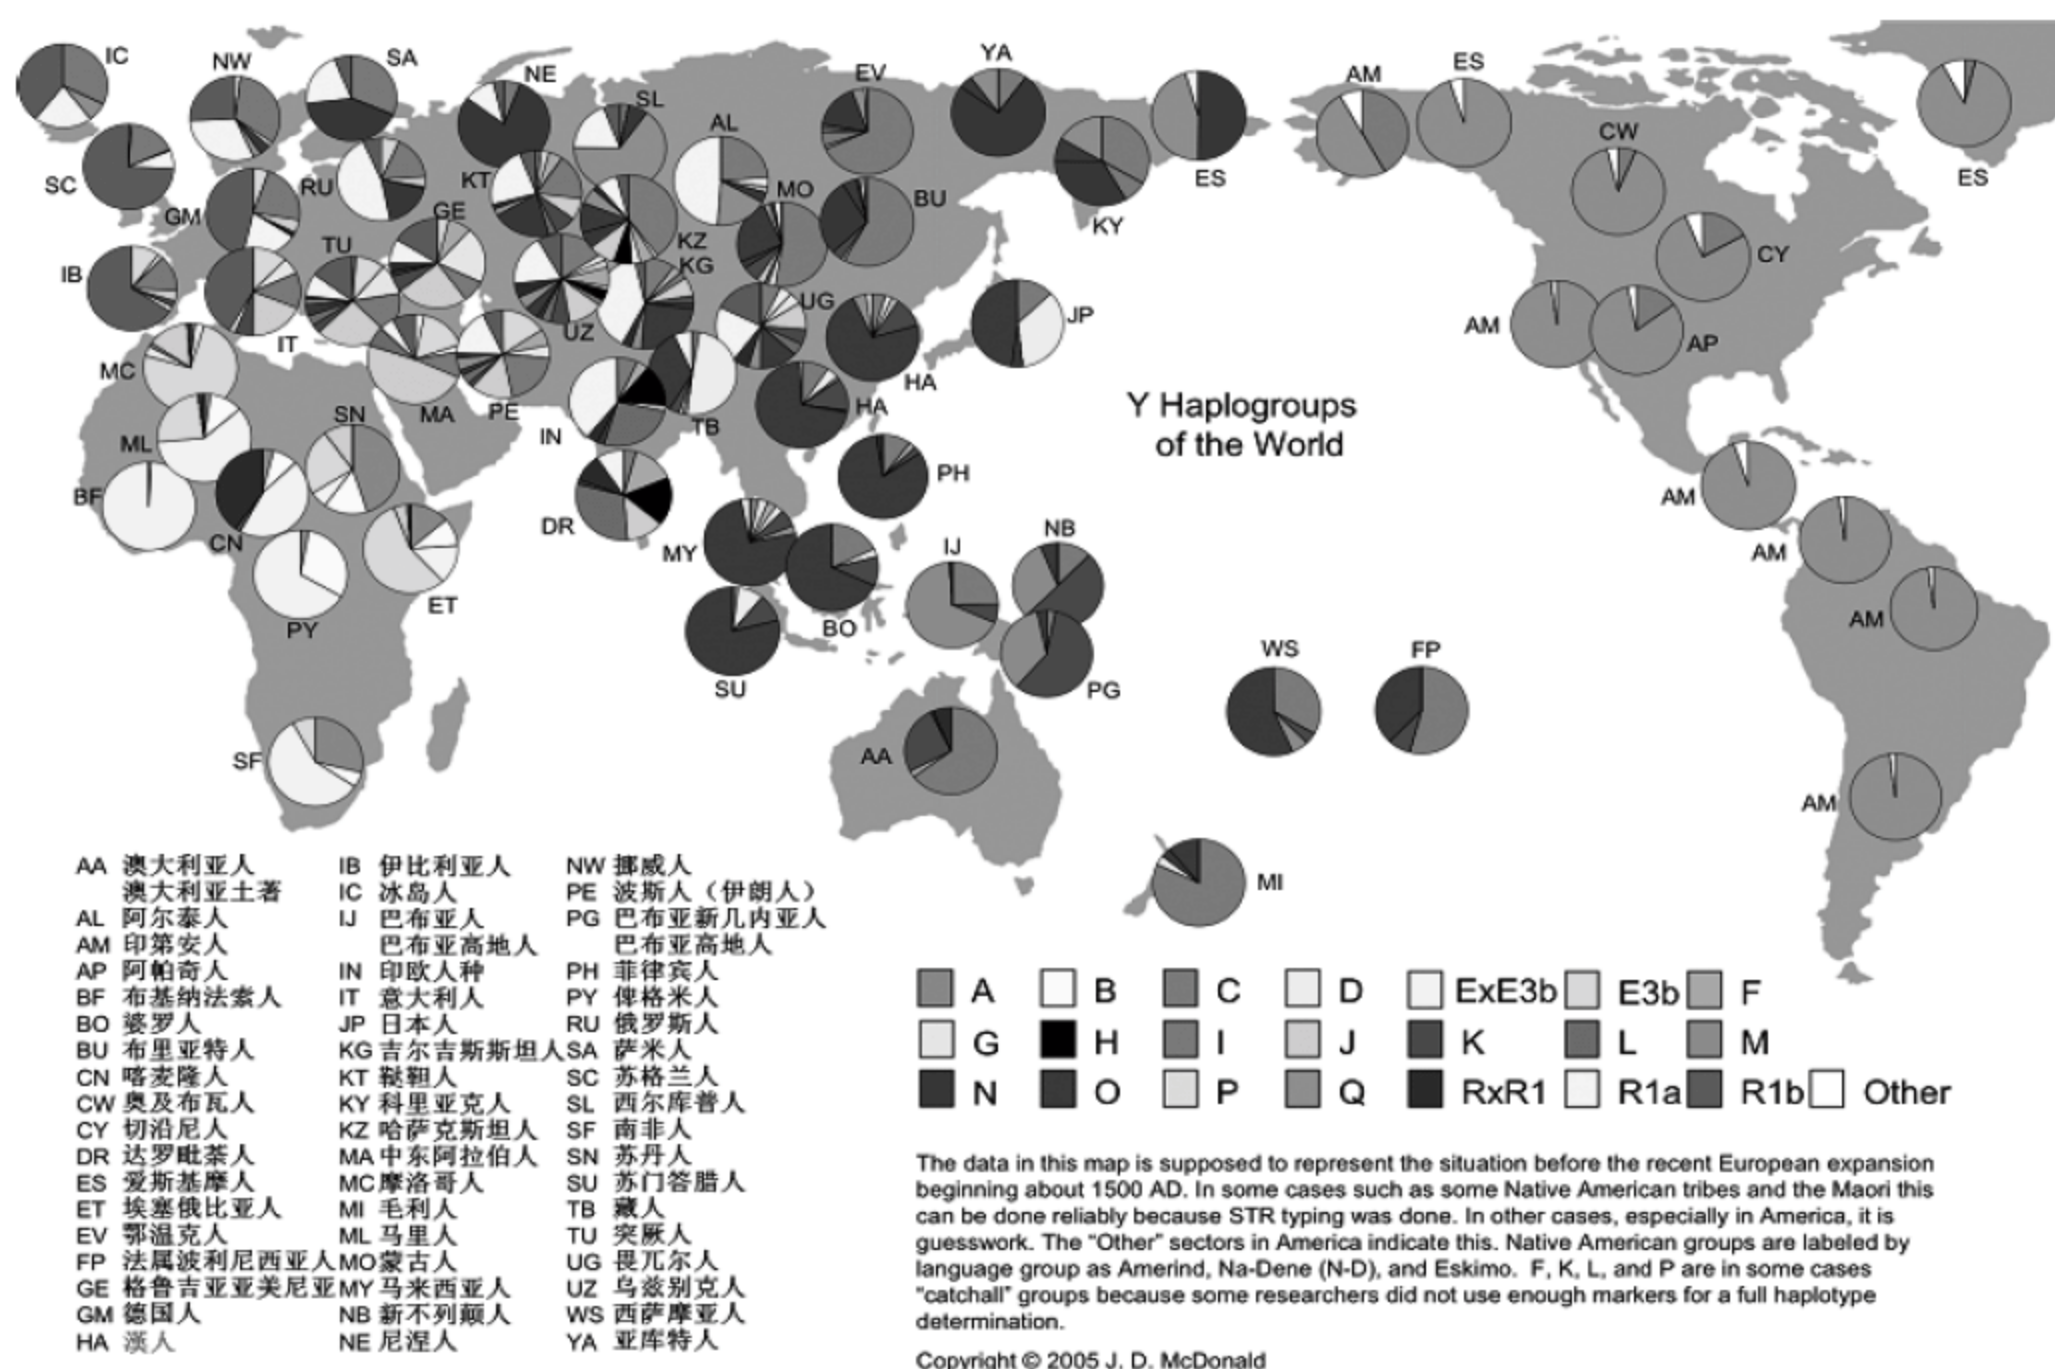 IC
NW
SA
NE
SL
AL
EV
YA
ES
AM
ES
ES
SC
RU
KT
MO
BU
KY
CW
GM
GE
KZ
CY
IB
TU
KG
UG
JP
AM
AP
IT
UZ
HA
MC
MA
PE
IN
TB
HA
Y Haplogroups
of the World
ML
SN
BF
CN
DR
PH
AM
MY
IJ
NB
AM
PY
ET
SU
BO
PG
WS
FP
AM
SF
AA
AM
MI
AA 澳大利亚人
澳大利亚土著
AL 阿尔泰人
AM 印第安人
AP 阿帕奇人
BF 布基纳法索人
BO 婆罗人
BU 布里亚特人
CN 喀麦隆人
CW 奥及布瓦人
CY 切沿尼人
DR 达罗毗荼人
ES 爱斯基摩人
ET 埃塞俄比亚人
EV 鄂温克人
FP 法属波利尼西亚人
GE 格鲁吉亚亚美尼亚
GM 德国人
HA 漢人
IB 伊比利亚人
IC 冰岛人
IJ 巴布亚人
巴布亚高地人
IN 印欧人种
IT 意大利人
JP 日本人
KG 吉尔吉斯斯坦人
KT 鞑靼人
KY 科里亚克人
KZ 哈萨克斯坦人
MA 中东阿拉伯人
MC 摩洛哥人
MI 毛利人
ML 马里人
MO 蒙古人
MY 马来西亚人
NB 新不列颠人
NE 尼涅人
NW 挪威人
PE 波斯人（伊朗人）
PG 巴布亚新几内亚人
巴布亚高地人
PH 菲律宾人
PY 俾格米人
RU 俄罗斯人
SA 萨米人
SC 苏格兰人
SL 西尔库普人
SF 南非人
SN 苏丹人
SU 苏门答腊人
TB 藏人
TU 突厥人
UG 畏兀尔人
UZ 乌兹别克人
WS 西萨摩亚人
YA 亚库特人
A B C D ExE3b E3b F
G H I J K L M
N O P Q RxR1 R1a R1b Other
The data in this map is supposed to represent the situation before the recent European expansion
beginning about 1500 AD. In some cases such as some Native American tribes and the Maori this
can be done reliably because STR typing was done. In other cases, especially in America, it is
guesswork. The “Other” sectors in America indicate this. Native American groups are labeled by
language group as Amerind, Na-Dene (N-D), and Eskimo. F, K, L, and P are in some cases
“catchall” groups because some researchers did not use enough markers for a full haplotype
determination.
Copyright © 2005 J. D. McDonald